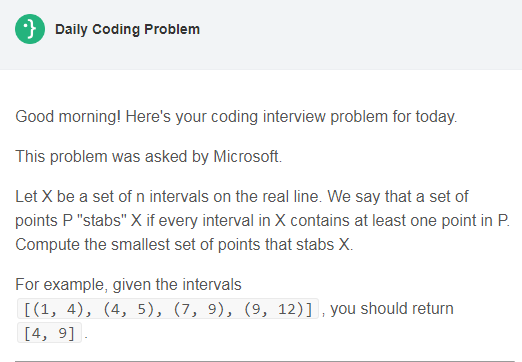 Daily Coding Problem
Good morning! Here's your coding interview problem for today.
This problem was asked by Microsoft.
Let X be a set of n intervals on the real line. We say that a set of
points P "stabs" X if every interval in X contains at least one point in P.
Compute the smallest set of points that stabs X.
For example, given the intervals
[(1, 4), (4, 5), (7, 9), (9, 12)] , you should return
[4, 9] .